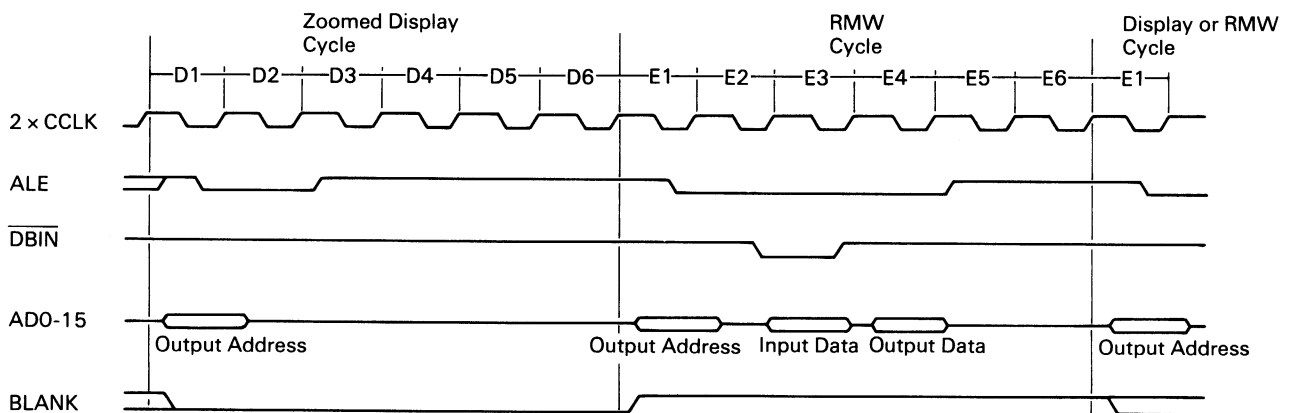 Zoomed Display
Cycle
RMW
Cycle
Display or RMW
Cycle
D1 D2 D3 D4 D5 D6 E1 E2 E3 E4 E5 E6 E1
2 × CCLK
ALE
DBIN
AD0-15
Output Address Output Address Input Data Output Data Output Address
BLANK